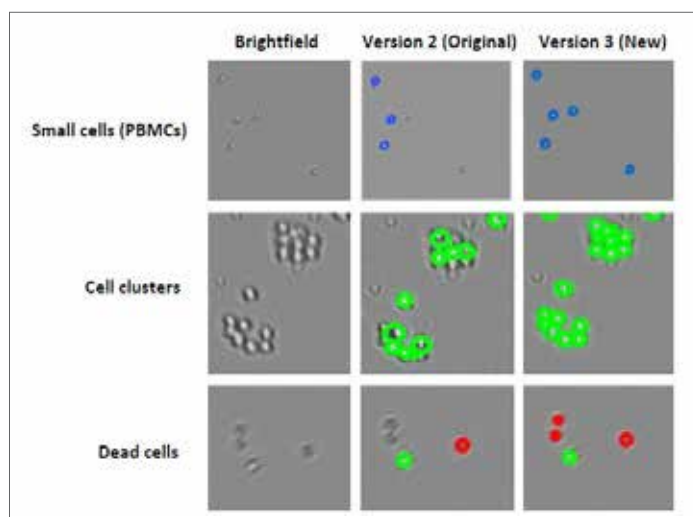 Brightfield
Version 2 (Original)
Version 3 (New)
Small cells (PBMCs)
Cell clusters
Dead cells